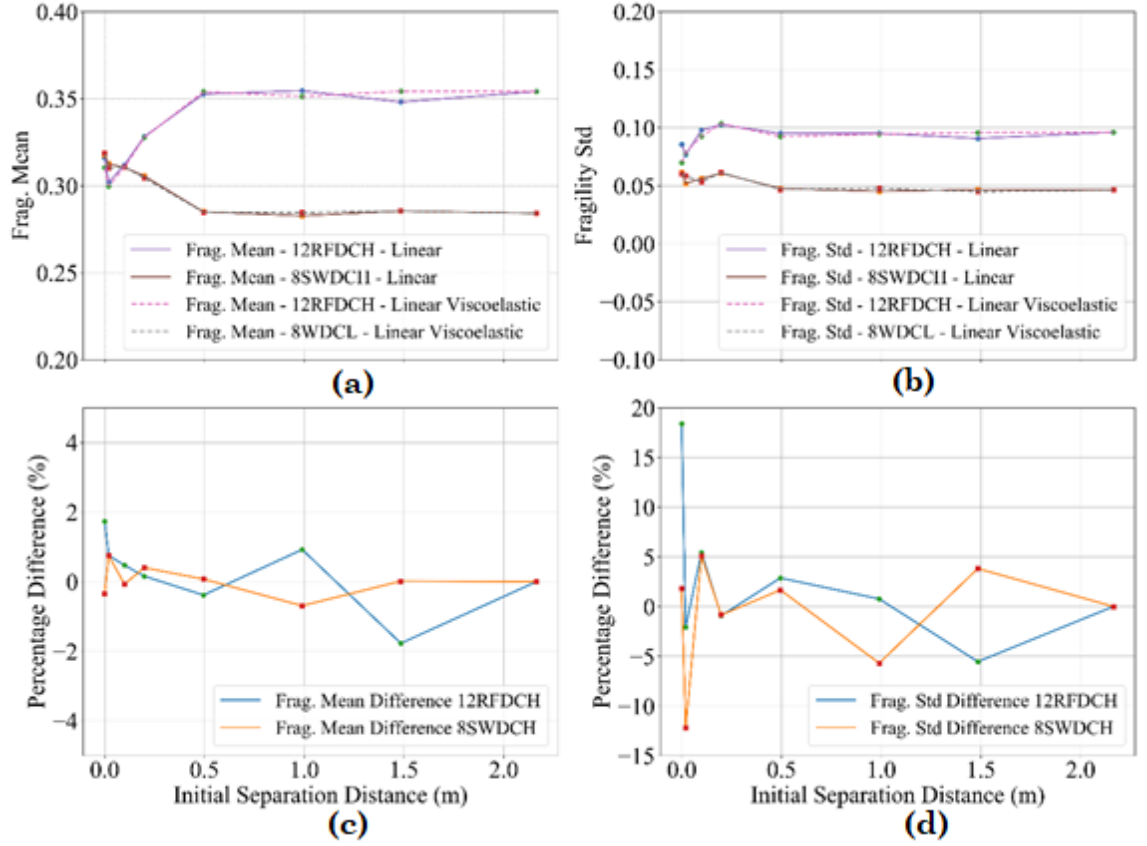 0.40
0.35
0.30
0.25
0.20
Frag. Mean
Frag. Mean - 12RFDCH - Linear
Frag. Mean - 8SWDCH - Linear
Frag. Mean - 12RFDCH - Linear Viscoelastic
Frag. Mean - 8WDCL - Linear Viscoelastic
(a)
0.20
0.15
0.10
0.05
0.00
−0.05
−0.10
Fragility Std
Frag. Std - 12RFDCH - Linear
Frag. Std - 8SWDCH - Linear
Frag. Std - 12RFDCH - Linear Viscoelastic
Frag. Std - 8WDCL - Linear Viscoelastic
(b)
4
2
0
−2
−4
Percentage Difference (%)
Frag. Mean Difference 12RFDCH
Frag. Mean Difference 8SWDCH
0.0 0.5 1.0 1.5 2.0
Initial Separation Distance (m)
(c)
20
15
10
5
0
−5
−10
−15
Percentage Difference (%)
Frag. Std Difference 12RFDCH
Frag. Std Difference 8SWDCH
0.0 0.5 1.0 1.5 2.0
Initial Separation Distance (m)
(d)